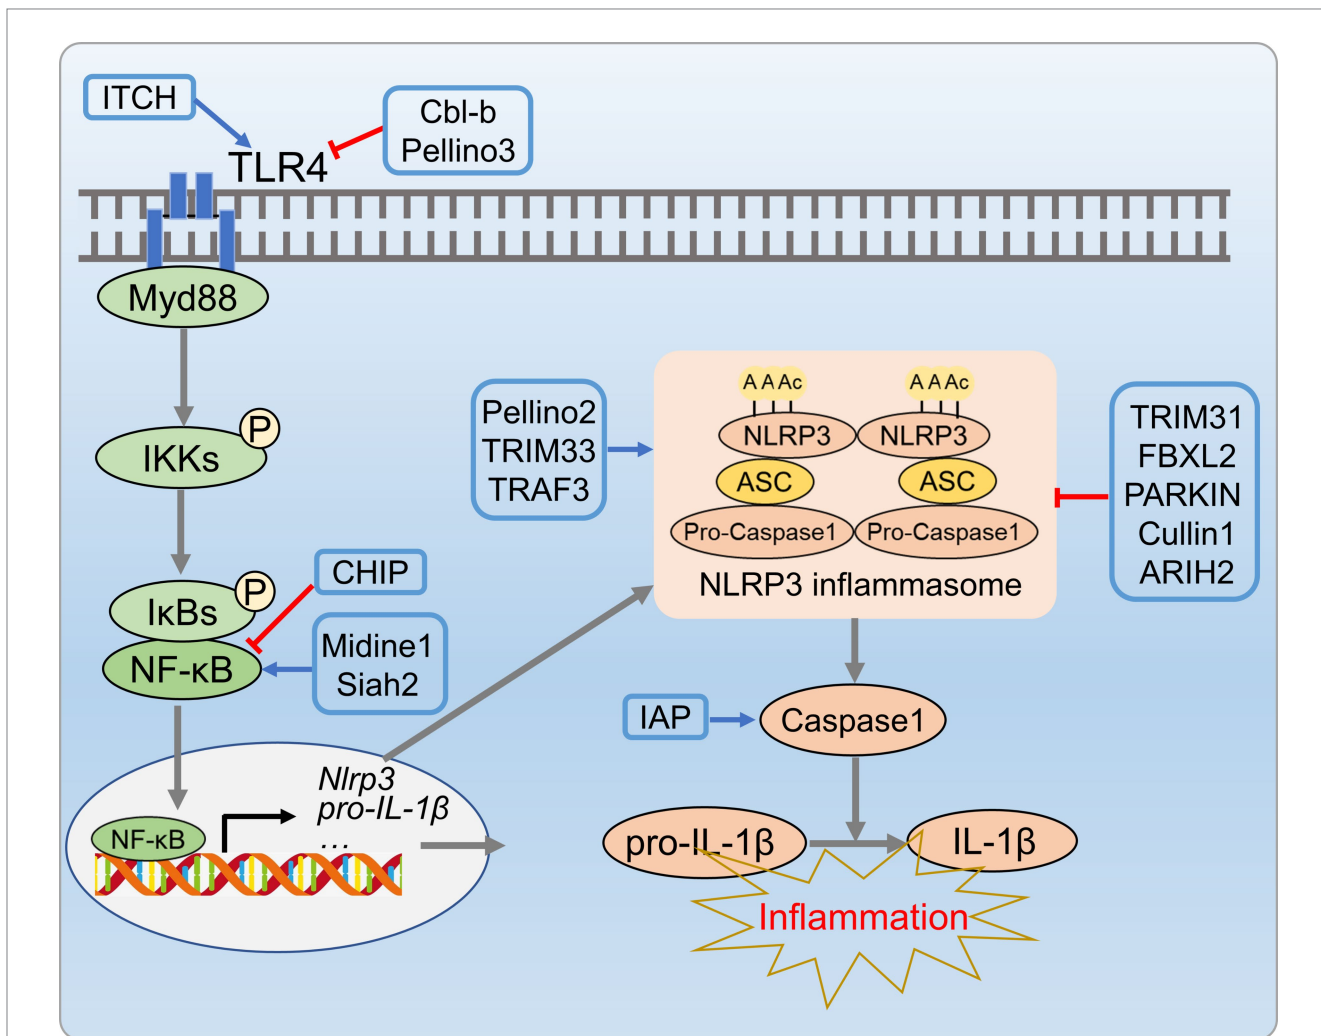 ITCH
Cbl-b
Pellino3
TLR4
Myd88
IKKs
P
IκBs
P
NF-κB
CHIP
Midine1
Siah2
Nlrp3
pro-IL-1β
...
NF-κB
Pellino2
TRIM33
TRAF3
A A Ac
A A Ac
NLRP3
NLRP3
ASC
ASC
Pro-Caspase1
Pro-Caspase1
NLRP3 inflammasome
TRIM31
FBXL2
PARKIN
Cullin1
ARIH2
IAP
Caspase1
pro-IL-1β
IL-1β
Inflammation